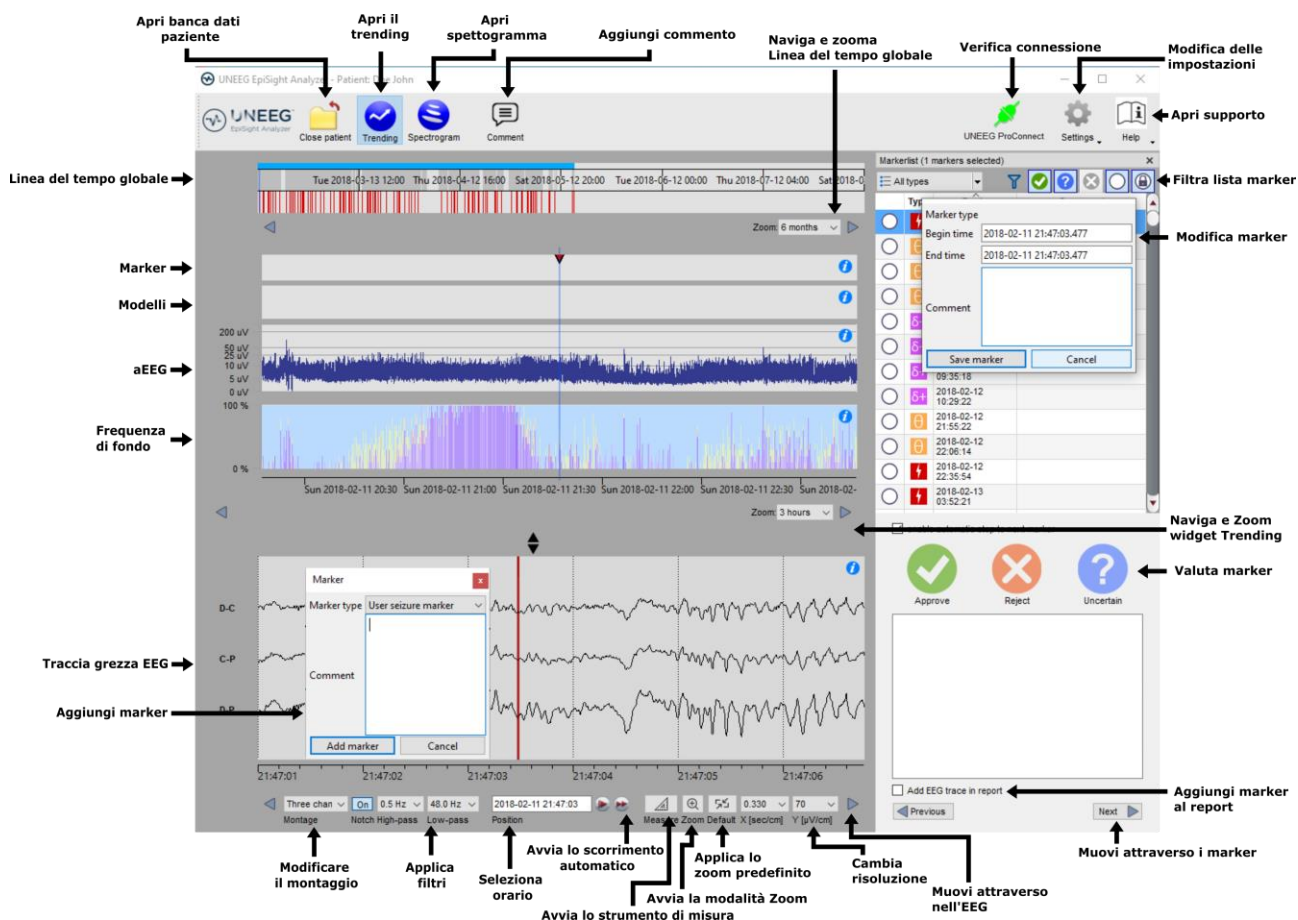 Apri banca dati
paziente
Apri il
trending
Apri
spettogramma
Aggiungi commento
Naviga e zooma
Linea del tempo globale
Verifica connessione
Modifica delle
impostazioni
UNEEG EpiSight Analyzer - Patient: Doe John
UNEEG
EpiSight Analyzer
Close patient
Trending
Spectrogram
Comment
UNEEG ProConnect
Settings
Help
Apri supporto
Linea del tempo globale
Tue 2018-03-13 12:00 Thu 2018-04-12 16:00 Sat 2018-05-12 20:00 Tue 2018-06-12 00:00 Thu 2018-07-12 04:00 Sat 2018-0
Zoom: 6 months
Markerlist (1 markers selected)
All types
Filtra lista marker
Marker type
Begin time 2018-02-11 21:47:03.477
End time 2018-02-11 21:47:03.477
Comment
Save marker
Cancel
Modifica marker
09:35:18
δ+ 2018-02-12
10:29:22
θ 2018-02-12
21:55:22
θ 2018-02-12
22:06:14
2018-02-12
22:35:54
2018-02-13
03:52:21
Marker
Modelli
aEEG
200 uV
50 uV
25 uV
10 uV
5 uV
0 uV
Frequenza
di fondo
100 %
0 %
Sun 2018-02-11 20:30 Sun 2018-02-11 21:00 Sun 2018-02-11 21:30 Sun 2018-02-11 22:00 Sun 2018-02-11 22:30 Sun 2018-02-
Zoom: 3 hours
Naviga e Zoom
widget Trending
Approve
Reject
Uncertain
Valuta marker
Marker
Marker type User seizure marker
Comment
Add marker
Cancel
D-C
C-P
Traccia grezza EEG
Aggiungi marker
21:47:01 21:47:02 21:47:03 21:47:04 21:47:05 21:47:06
Three chan On 0.5 Hz 48.0 Hz 2018-02-11 21:47:03 0.330 70
Montage Notch High-pass Low-pass Position Measure Zoom Default X [sec/cm] Y [µV/cm]
Add EEG trace in report
Previous
Next
Aggiungi marker
al report
Muovi attraverso i marker
Modificare
il montaggio
Applica
filtri
Seleziona
orario
Avvia lo scorrimento
automatico
Avvia lo strumento di misura
Avvia la modalità Zoom
Applica lo
zoom predefinito
Cambia
risoluzione
Muovi attraverso
nell'EEG